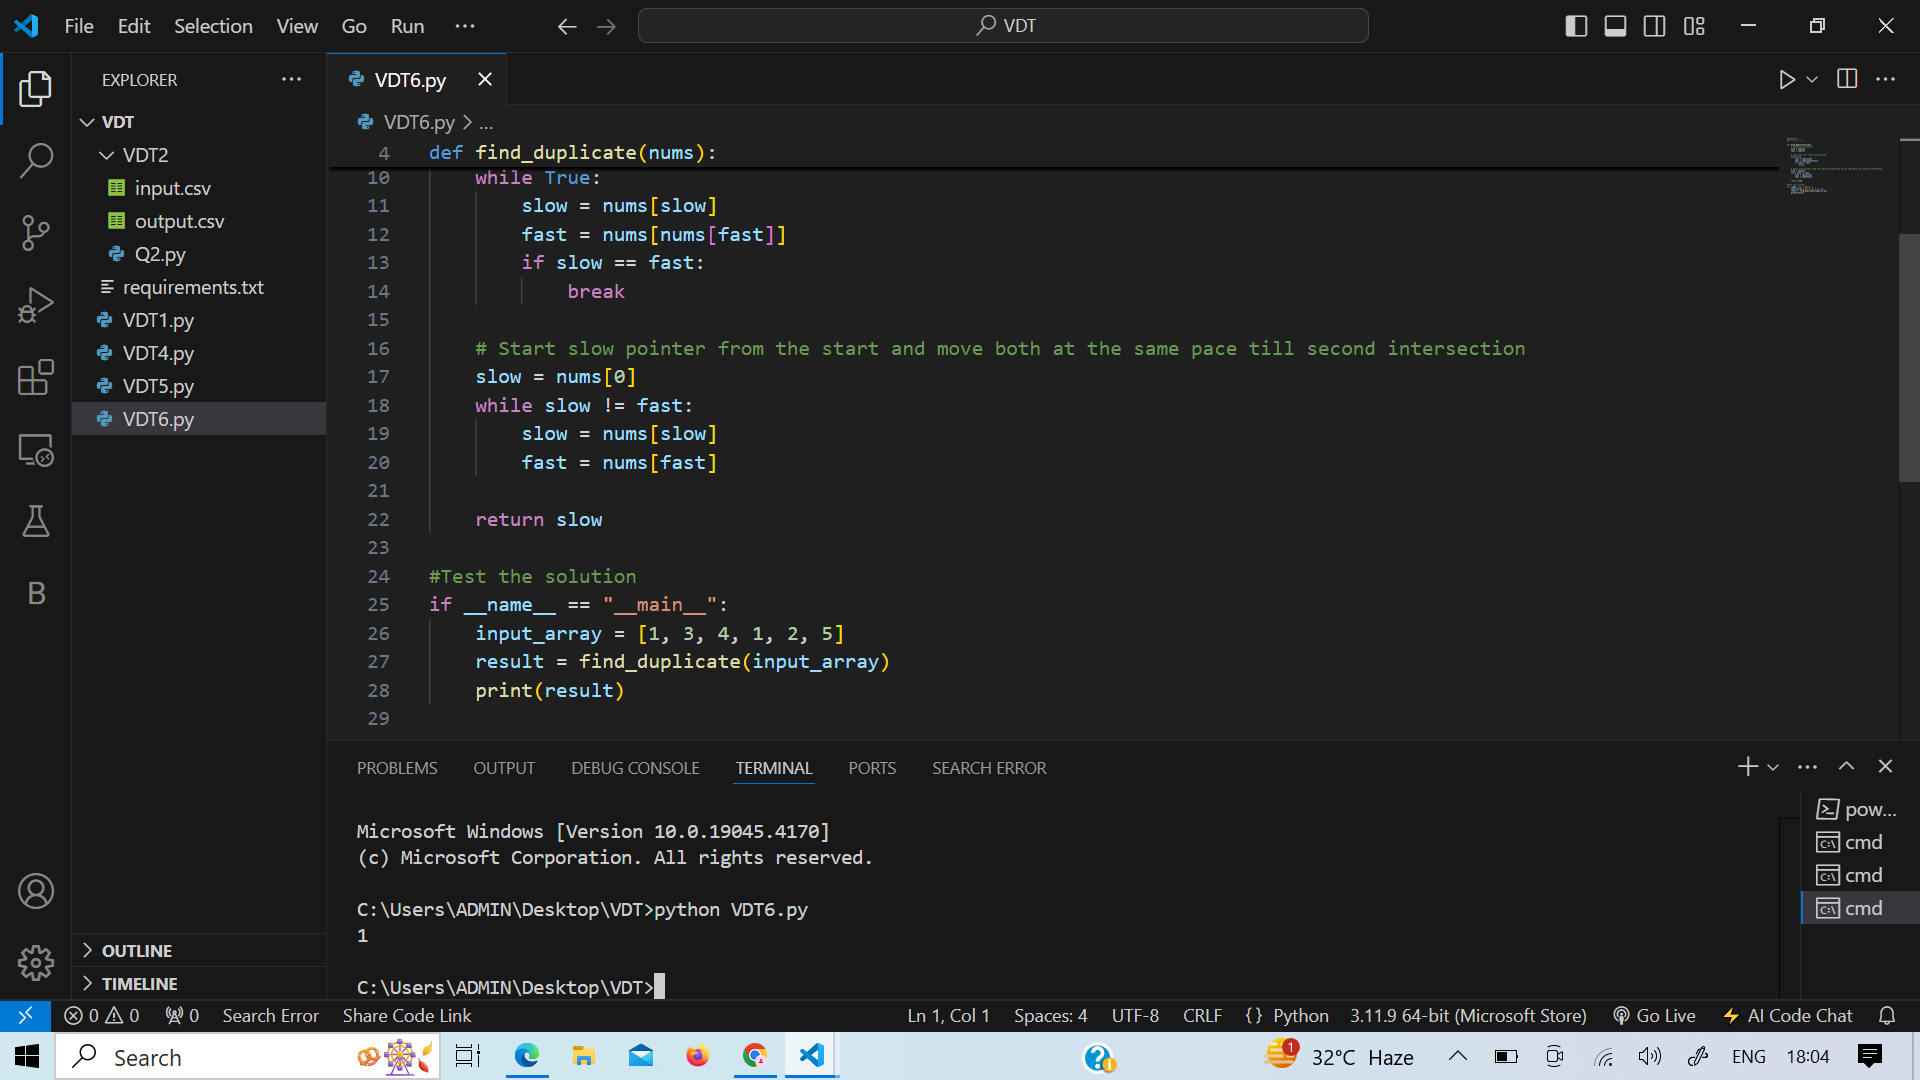 File Edit Selection View Go Run ···
VDT
EXPLORER ···
VDT
VDT2
input.csv
output.csv
Q2.py
requirements.txt
VDT1.py
VDT4.py
VDT5.py
VDT6.py
OUTLINE
TIMELINE
VDT6.py
VDT6.py > ...
4 def find_duplicate(nums):
10 while True:
11 slow = nums[slow]
12 fast = nums[nums[fast]]
13 if slow == fast:
14 break
15
16 # Start slow pointer from the start and move both at the same pace till second intersection
17 slow = nums[0]
18 while slow != fast:
19 slow = nums[slow]
20 fast = nums[fast]
21
22 return slow
23
24 #Test the solution
25 if __name__ == "__main__":
26 input_array = [1, 3, 4, 1, 2, 5]
27 result = find_duplicate(input_array)
28 print(result)
29
PROBLEMS OUTPUT DEBUG CONSOLE TERMINAL PORTS SEARCH ERROR
Microsoft Windows [Version 10.0.19045.4170]
(c) Microsoft Corporation. All rights reserved.
C:\Users\ADMIN\Desktop\VDT>python VDT6.py
1
C:\Users\ADMIN\Desktop\VDT>
pow...
cmd
cmd
cmd
0 0 0 Search Error Share Code Link Ln 1, Col 1 Spaces: 4 UTF-8 CRLF {} Python 3.11.9 64-bit (Microsoft Store) Go Live AI Code Chat
Search 1 32°C Haze ENG 18:04